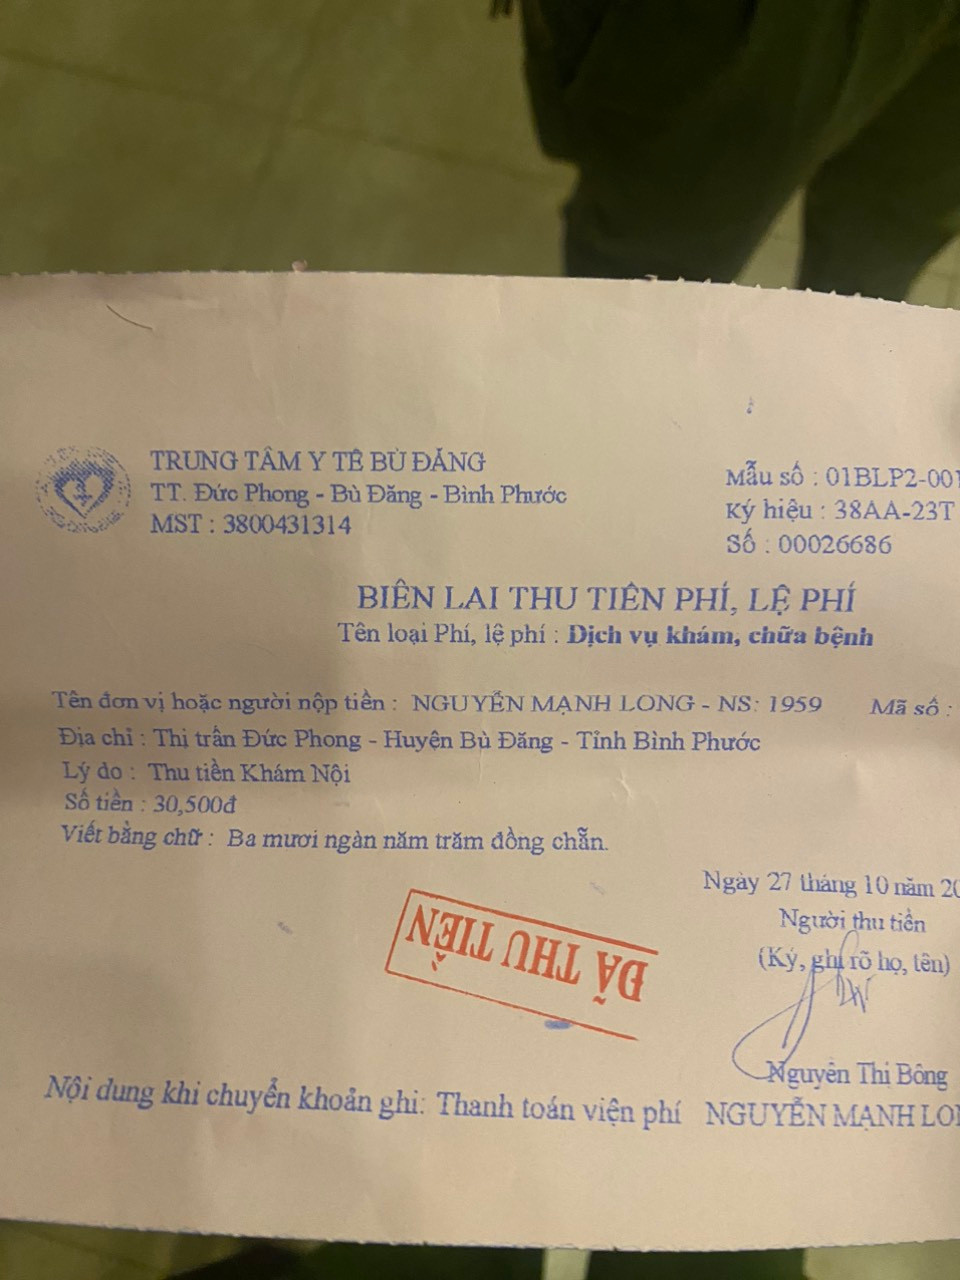 TRUNG TÂM Y TẾ BÙ ĐĂNG
TT. Đức Phong - Bù Đăng - Bình Phước
MST : 3800431314
Mẫu số : 01BLP2-001
Ký hiệu : 38AA-23T
Số : 00026686
BIÊN LAI THU TIỀN PHÍ, LỆ PHÍ
Tên loại Phí, lệ phí : Dịch vụ khám, chữa bệnh
Tên đơn vị hoặc người nộp tiền : NGUYỄN MẠNH LONG - NS: 1959 Mã số :
Địa chỉ : Thị trấn Đức Phong - Huyện Bù Đăng - Tỉnh Bình Phước
Lý do : Thu tiền Khám Nội
Số tiền : 30,500đ
Viết bằng chữ : Ba mươi ngàn năm trăm đồng chẵn.
Ngày 27 tháng 10 năm 20
Người thu tiền
(Ký, ghi rõ họ, tên)
ĐÃ THU TIỀN
Nguyễn Thị Bông
Nội dung khi chuyển khoản ghi: Thanh toán viện phí NGUYỄN MẠNH LON